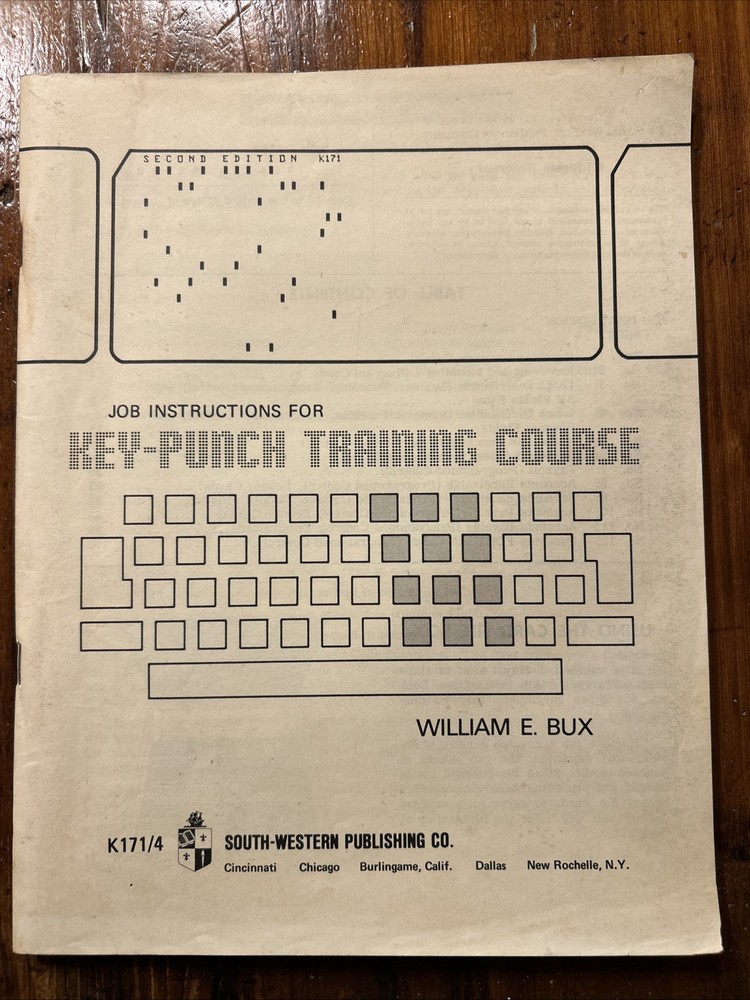 SECOND EDITION K171
JOB INSTRUCTIONS FOR
KEY-PUNCH TRAINING COURSE
WILLIAM E. BUX
K171/4 SOUTH-WESTERN PUBLISHING CO.
Cincinnati Chicago Burlingame, Calif. Dallas New Rochelle, N.Y.